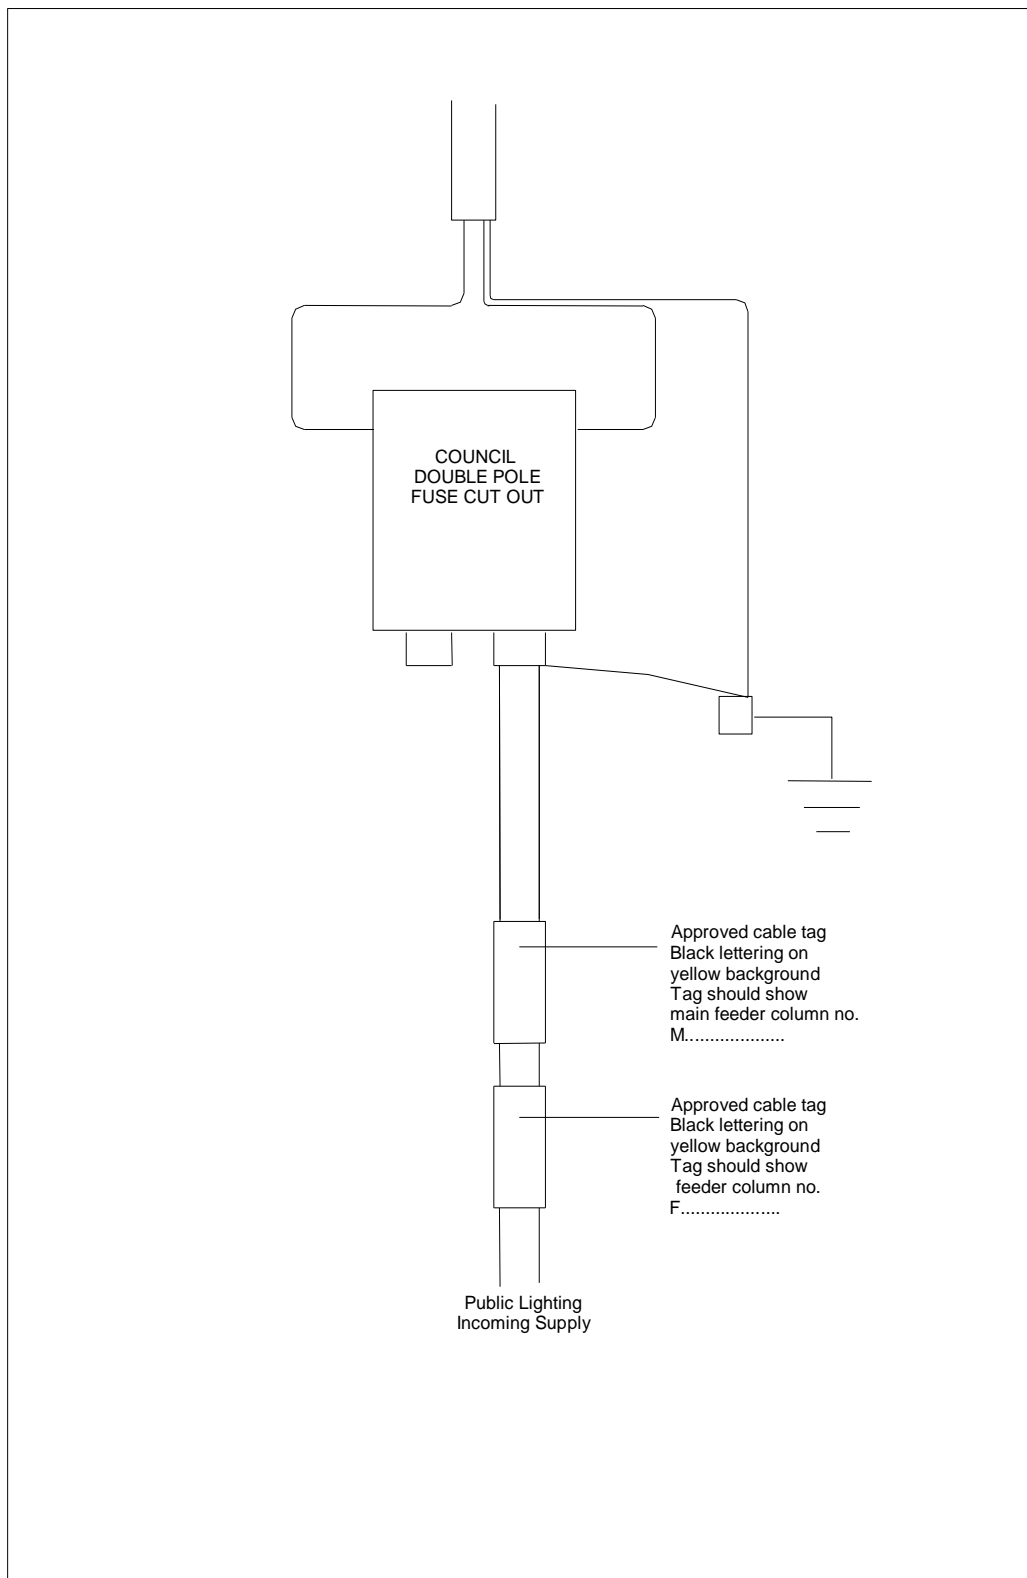 COUNCIL
DOUBLE POLE
FUSE CUT OUT
Approved cable tag
Black lettering on
yellow background
Tag should show
main feeder column no.
M....................
Approved cable tag
Black lettering on
yellow background
Tag should show
feeder column no.
F....................
Public Lighting
Incoming Supply